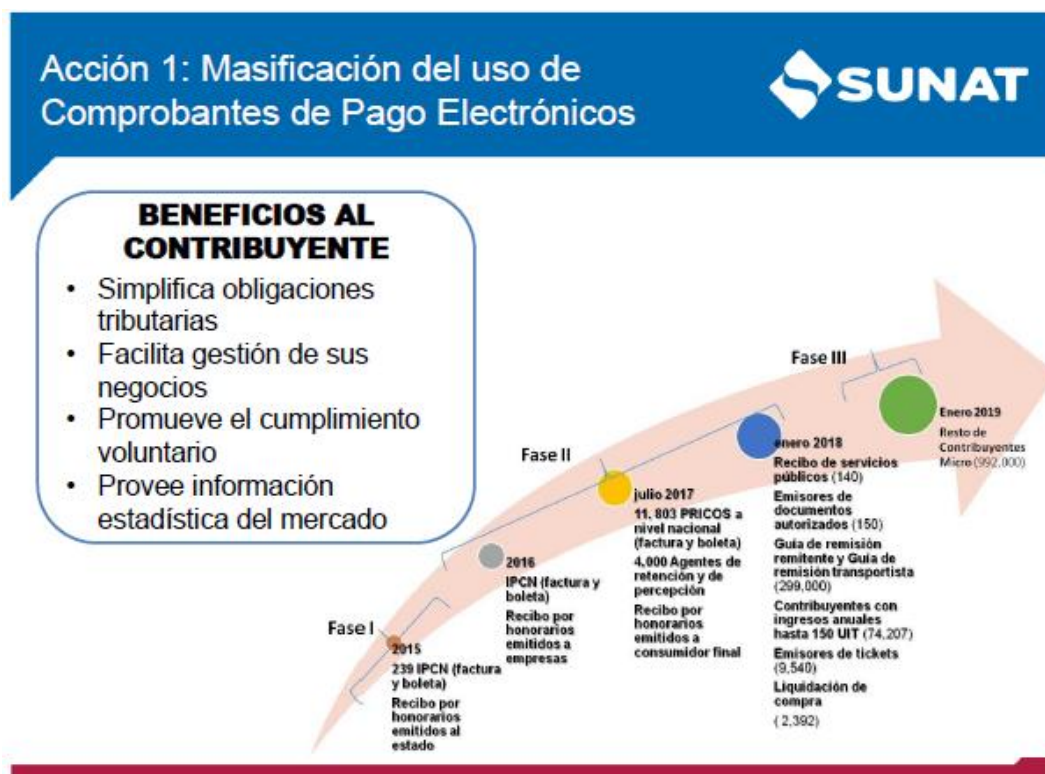 Acción 1: Masificación del uso de
Comprobantes de Pago Electrónicos
SUNAT
BENEFICIOS AL
CONTRIBUYENTE
• Simplifica obligaciones
tributarias
• Facilita gestión de sus
negocios
• Promueve el cumplimiento
voluntario
• Provee información
estadística del mercado
Fase I
2015
239 IPCN (factura
y boleta)
Recibo por
honorarios
emitidos al
estado
Fase II
2016
IPCN (factura y
boleta)
Recibo por
honorarios
emitidos a
empresas
julio 2017
11, 803 PRICOS a
nivel nacional
(factura y boleta)
4,000 Agentes de
retención y de
percepción
Recibo por
honorarios
emitidos a
consumidor final
enero 2018
Recibo de servicios
públicos (140)
Emisores de
documentos
autorizados (150)
Guía de remisión
remitente y Guía de
remisión transportista
(299,000)
Contribuyentes con
ingresos anuales
hasta 150 UIT (74,207)
Emisores de tickets
(9,540)
Liquidación de
compra
( 2,392)
Fase III
Enero 2019
Resto de
Contribuyentes
Micro (992,000)